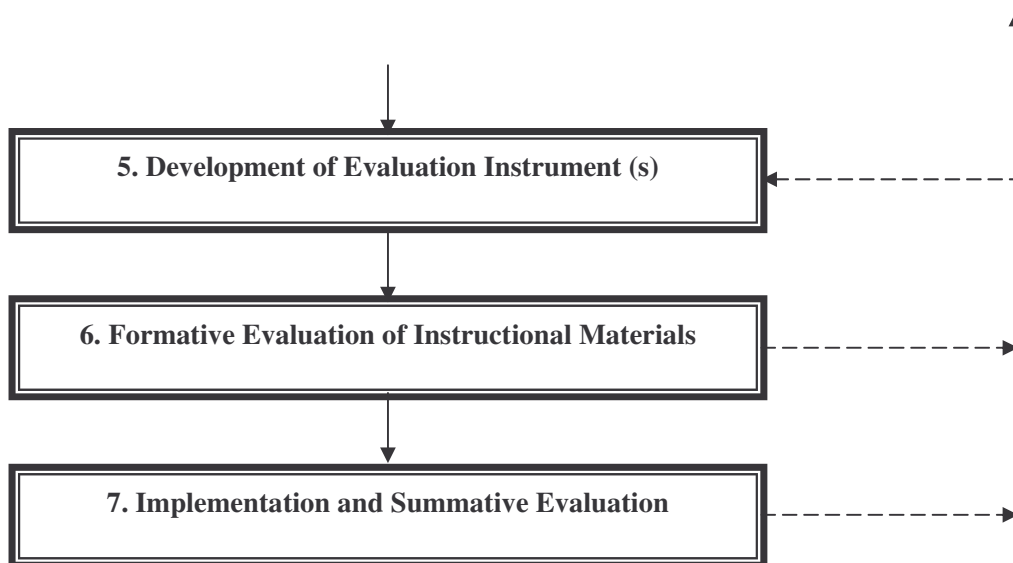 5. Development of Evaluation Instrument (s)
6. Formative Evaluation of Instructional Materials
7. Implementation and Summative Evaluation